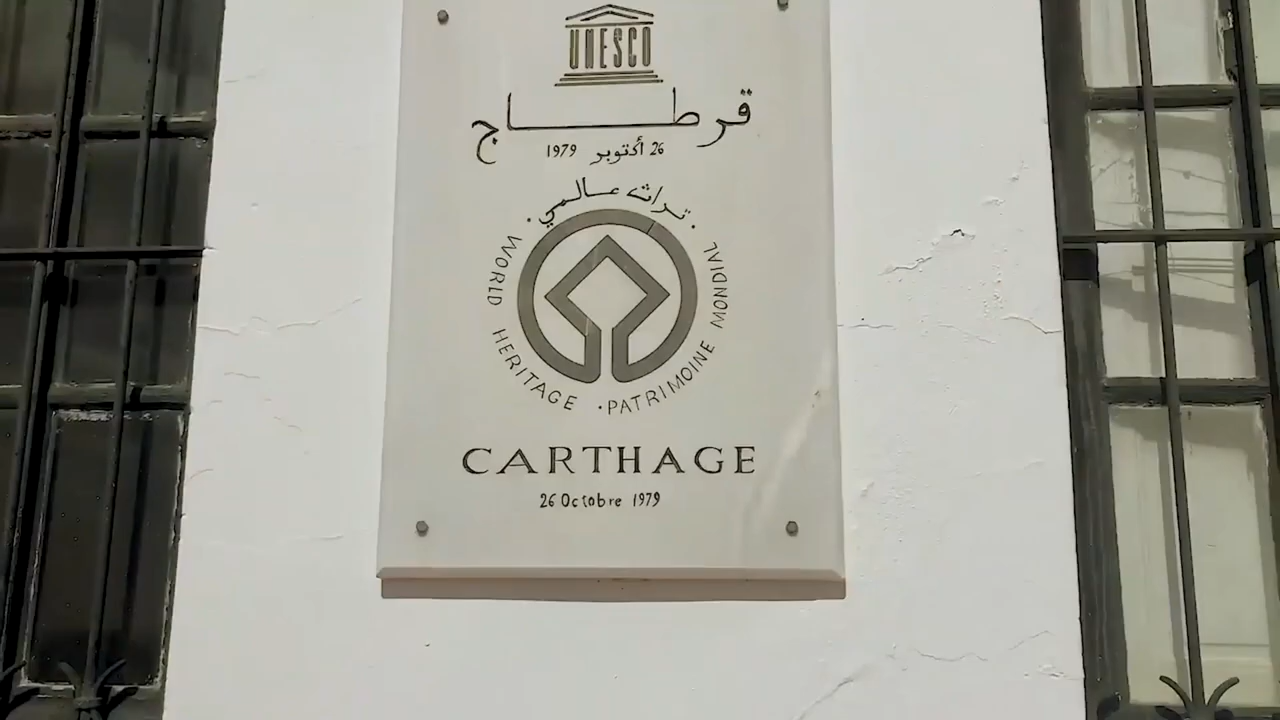 UNESCO
قرطاج
26 أكتوبر 1979
تراث عالمي
WORLD HERITAGE · PATRIMOINE MONDIAL ·
CARTHAGE
26 Octobre 1979